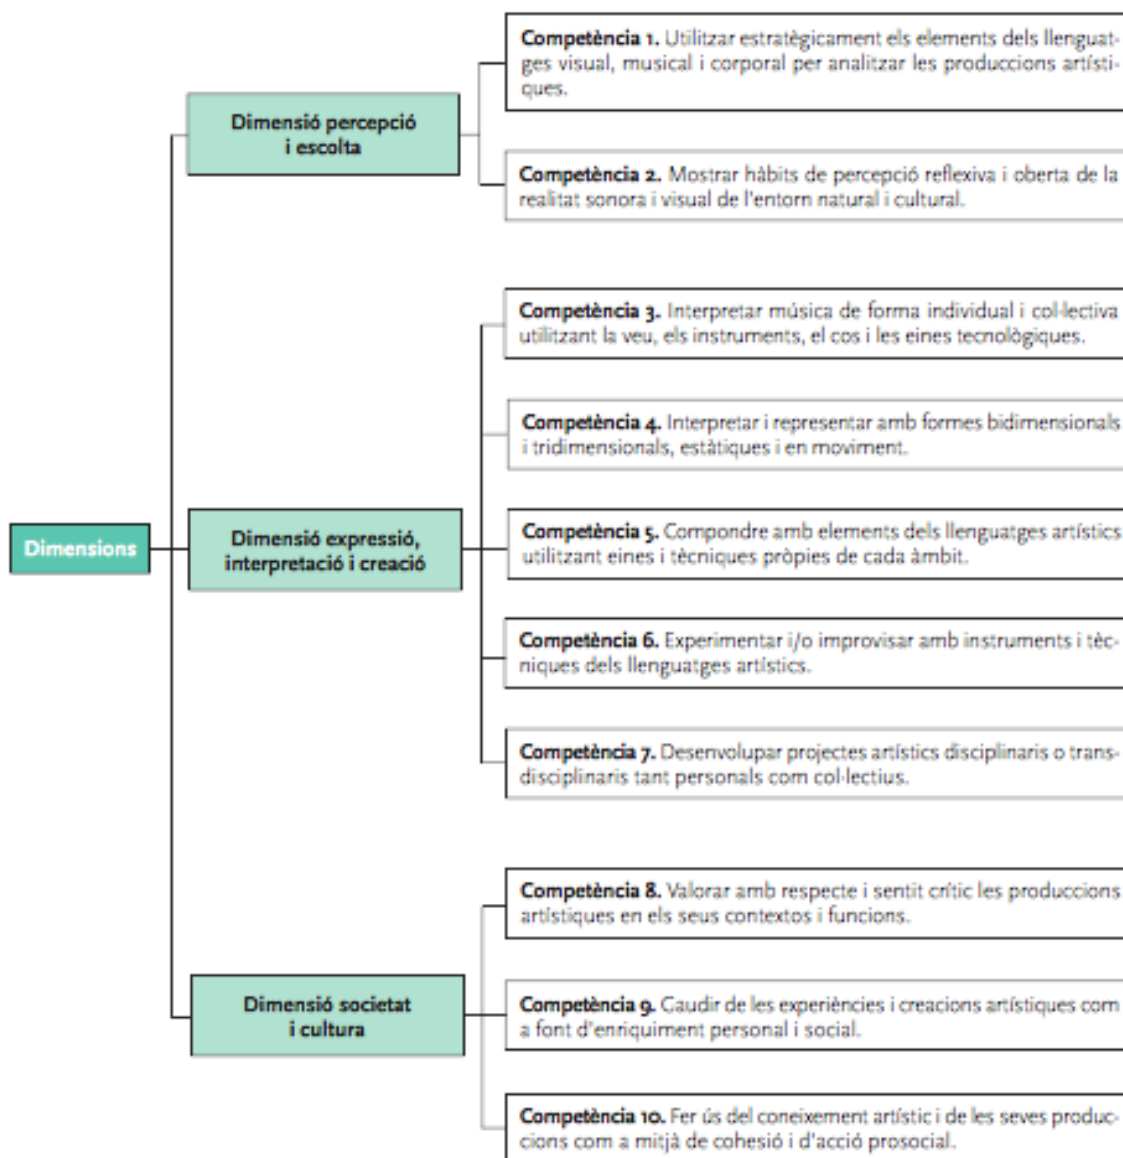 Competència 1. Utilitzar estratègicament els elements dels llenguat-
ges visual, musical i corporal per analitzar les produccions artísti-
ques.
Dimensió percepció
i escolta
Competència 2. Mostrar hàbits de percepció reflexiva i oberta de la
realitat sonora i visual de l'entorn natural i cultural.
Competència 3. Interpretar música de forma individual i col·lectiva
utilitzant la veu, els instruments, el cos i les eines tecnològiques.
Competència 4. Interpretar i representar amb formes bidimensionals
i tridimensionals, estàtiques i en moviment.
Dimensions
Dimensió expressió,
interpretació i creació
Competència 5. Compondre amb elements dels llenguatges artístics
utilitzant eines i tècniques pròpies de cada àmbit.
Competència 6. Experimentar i/o improvisar amb instruments i tèc-
niques dels llenguatges artístics.
Competència 7. Desenvolupar projectes artístics disciplinaris o trans-
disciplinaris tant personals com col·lectius.
Competència 8. Valorar amb respecte i sentit crític les produccions
artístiques en els seus contextos i funcions.
Dimensió societat
i cultura
Competència 9. Gaudir de les experiències i creacions artístiques com
a font d'enriquiment personal i social.
Competència 10. Fer ús del coneixement artístic i de les seves produc-
cions com a mitjà de cohesió i d'acció prosocial.